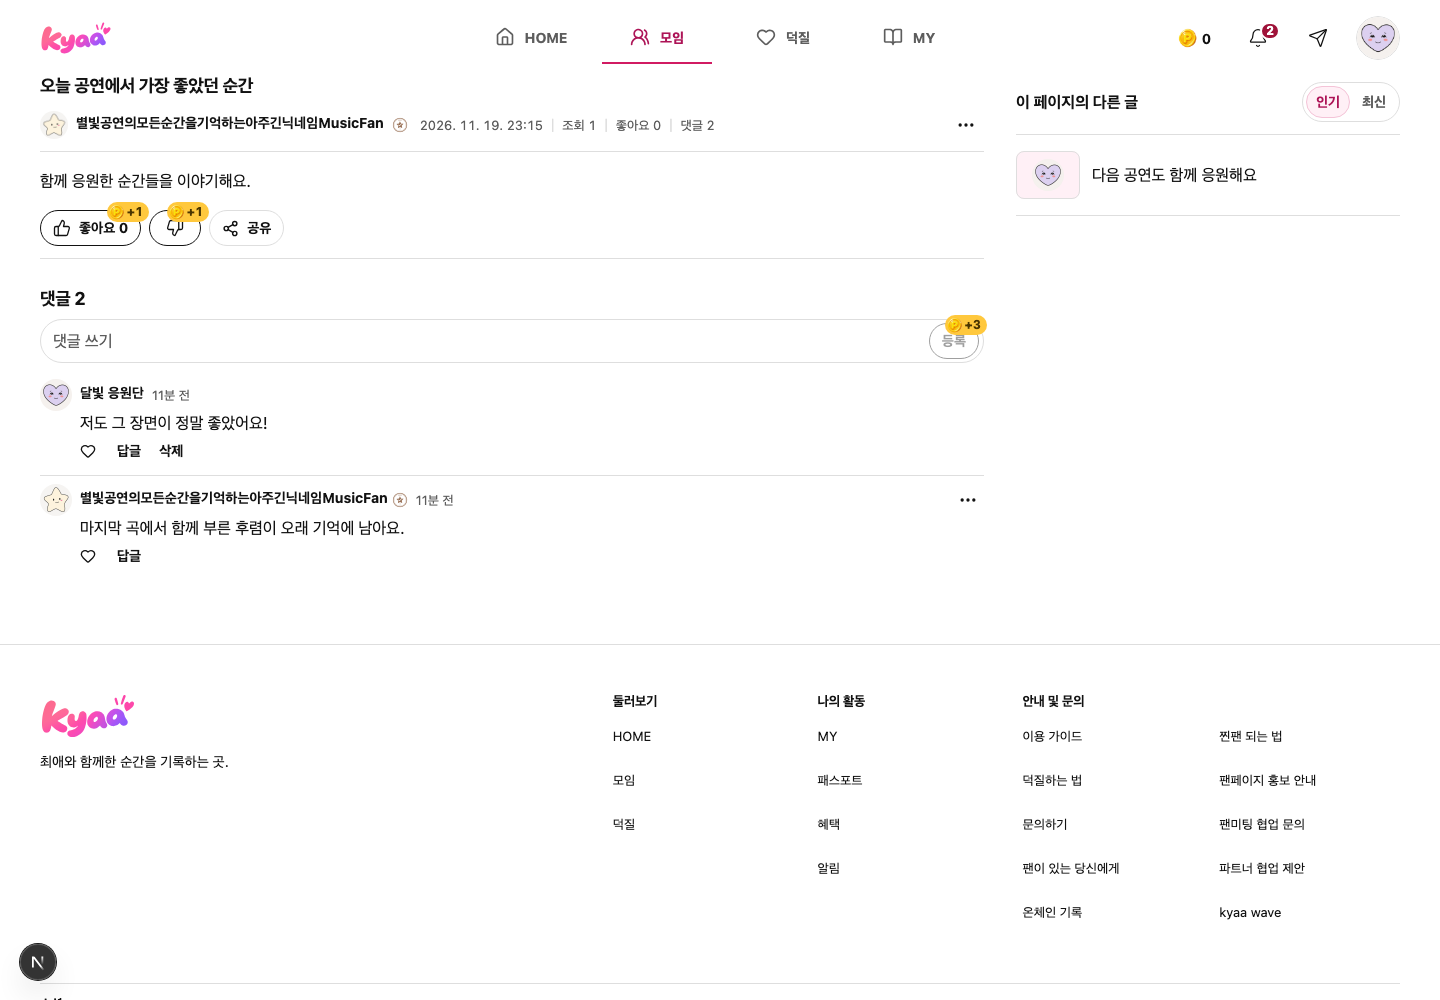 kyaa
HOME
모임
덕질
MY
0
2
오늘 공연에서 가장 좋았던 순간
별빛공연의모든순간을기억하는아주긴닉네임MusicFan
2026. 11. 19. 23:15
조회 1
좋아요 0
댓글 2
함께 응원한 순간들을 이야기해요.
좋아요 0
+1
+1
공유
댓글 2
댓글 쓰기
등록
+3
달빛 응원단 11분 전
저도 그 장면이 정말 좋았어요!
답글 삭제
별빛공연의모든순간을기억하는아주긴닉네임MusicFan 11분 전
마지막 곡에서 함께 부른 후렴이 오래 기억에 남아요.
답글
이 페이지의 다른 글
인기 최신
다음 공연도 함께 응원해요
kyaa
최애와 함께한 순간을 기록하는 곳.
둘러보기
HOME
모임
덕질
나의 활동
MY
패스포트
혜택
알림
안내 및 문의
이용 가이드
덕질하는 법
문의하기
팬이 있는 당신에게
온체인 기록
찐팬 되는 법
팬페이지 홍보 안내
팬미팅 협업 문의
파트너 협업 제안
kyaa wave
N